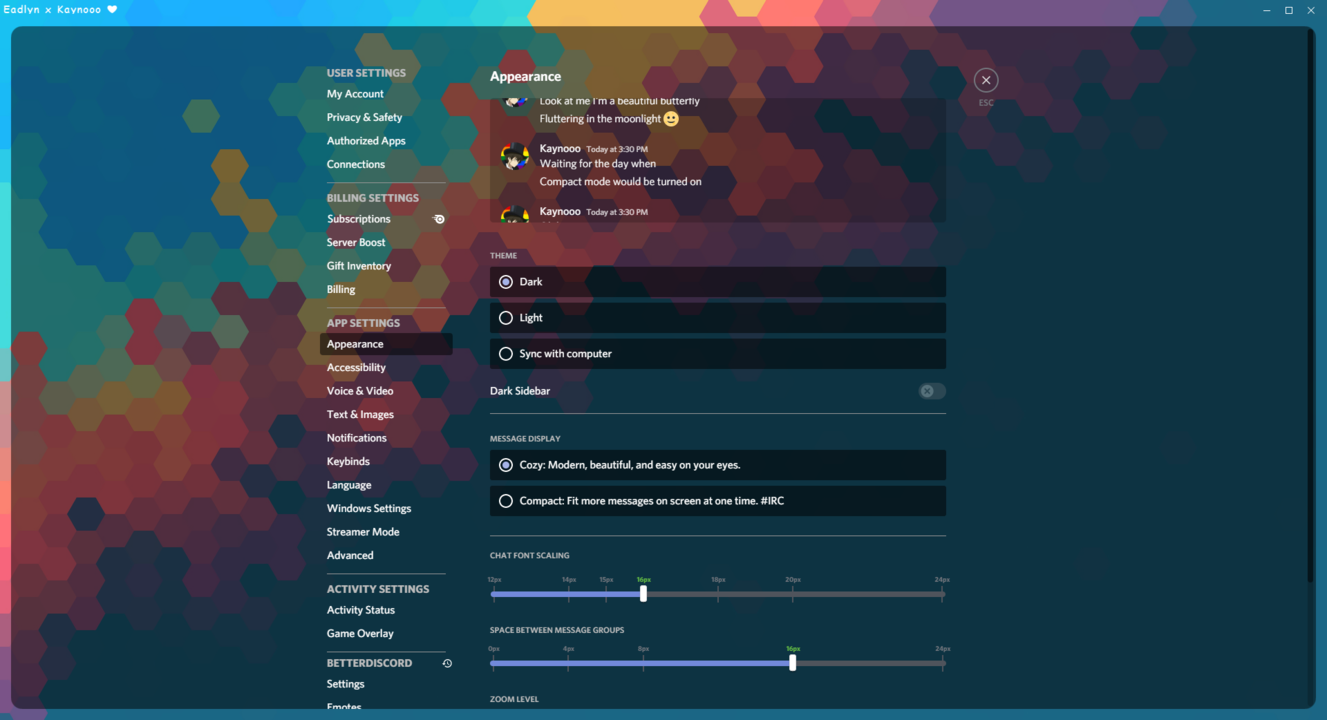 Eadlyn x Kaynooo
USER SETTINGS
My Account
Privacy & Safety
Authorized Apps
Connections
BILLING SETTINGS
Subscriptions
Server Boost
Gift Inventory
Billing
APP SETTINGS
Appearance
Accessibility
Voice & Video
Text & Images
Notifications
Keybinds
Language
Windows Settings
Streamer Mode
Advanced
ACTIVITY SETTINGS
Activity Status
Game Overlay
BETTERDISCORD
Settings
Emotes
Appearance
ESC
Look at me I'm a beautiful butterfly
Fluttering in the moonlight
Kaynooo Today at 3:30 PM
Waiting for the day when
Compact mode would be turned on
Kaynooo Today at 3:30 PM
THEME
Dark
Light
Sync with computer
Dark Sidebar
MESSAGE DISPLAY
Cozy: Modern, beautiful, and easy on your eyes.
Compact: Fit more messages on screen at one time. #IRC
CHAT FONT SCALING
12px 14px 15px 16px 18px 20px 24px
SPACE BETWEEN MESSAGE GROUPS
0px 4px 8px 16px 24px
ZOOM LEVEL